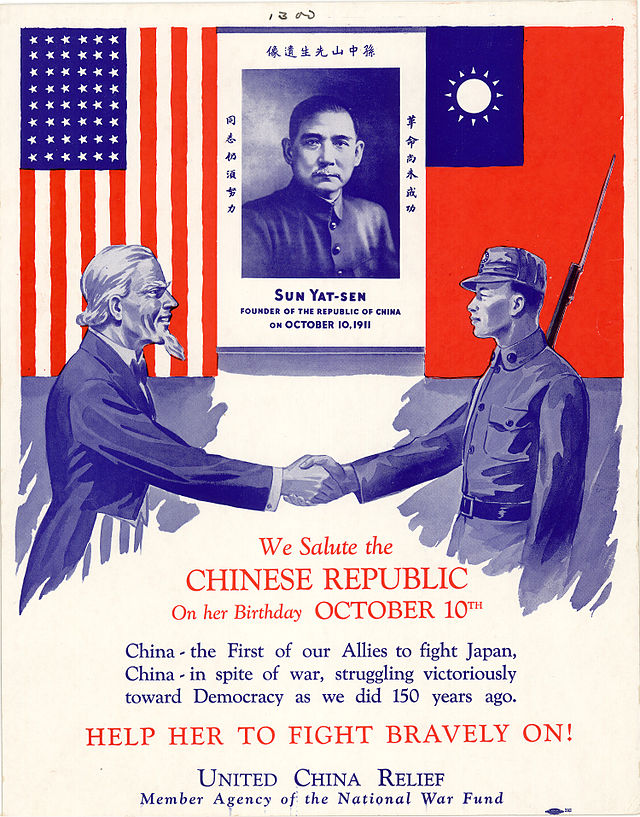 1300
孫中山先生遺像
革命尚未成功
同志仍須努力
SUN YAT-SEN
FOUNDER OF THE REPUBLIC OF CHINA
ON OCTOBER 10, 1911
We Salute the
CHINESE REPUBLIC
On her Birthday OCTOBER 10TH
China - the First of our Allies to fight Japan,
China - in spite of war, struggling victoriously
toward Democracy as we did 150 years ago.
HELP HER TO FIGHT BRAVELY ON!
UNITED CHINA RELIEF
Member Agency of the National War Fund